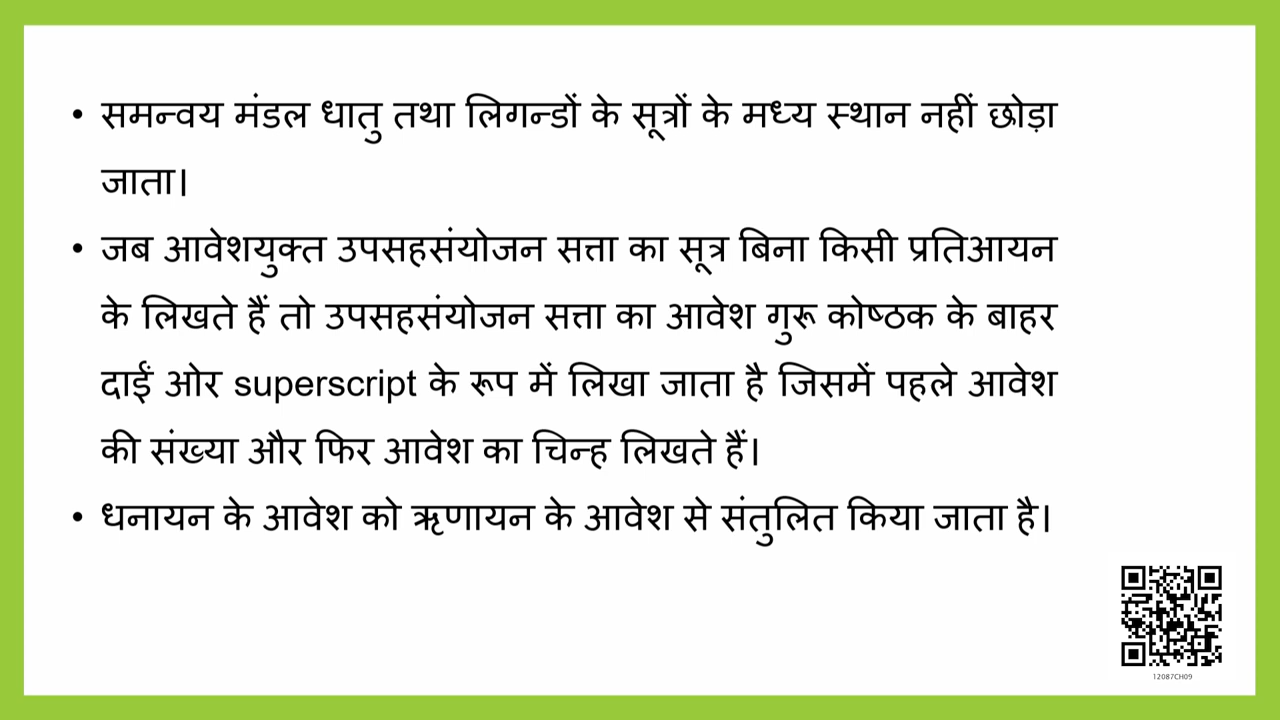 • समन्वय मंडल धातु तथा लिगन्डों के सूत्रों के मध्य स्थान नहीं छोड़ा
जाता।
• जब आवेशयुक्त उपसहसंयोजन सत्ता का सूत्र बिना किसी प्रतिआयन
के लिखते हैं तो उपसहसंयोजन सत्ता का आवेश गुरू कोष्ठक के बाहर
दाईं ओर superscript के रूप में लिखा जाता है जिसमें पहले आवेश
की संख्या और फिर आवेश का चिन्ह लिखते हैं।
• धनायन के आवेश को ऋणायन के आवेश से संतुलित किया जाता है।
12087CH09